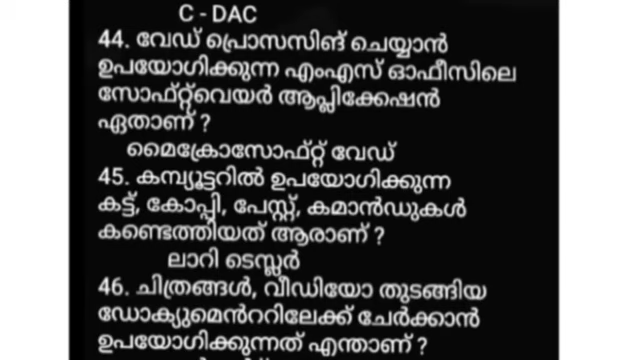 C - DAC
44. വേഡ് പ്രൊസസിങ് ചെയ്യാൻ
ഉപയോഗിക്കുന്ന എംഎസ് ഓഫീസിലെ
സോഫ്റ്റ്‌വെയർ ആപ്ലിക്കേഷൻ
ഏതാണ് ?
മൈക്രോസോഫ്റ്റ് വേഡ്
45. കമ്പ്യൂട്ടറിൽ ഉപയോഗിക്കുന്ന
കട്ട്, കോപ്പി, പേസ്റ്റ്, കമാൻഡുകൾ
കണ്ടെത്തിയത് ആരാണ് ?
ലാറി ടെസ്ലർ
46. ചിത്രങ്ങൾ, വീഡിയോ തുടങ്ങിയ
ഡോക്യുമെൻററിലേക്ക് ചേർക്കാൻ
ഉപയോഗിക്കുന്നത് എന്താണ് ?